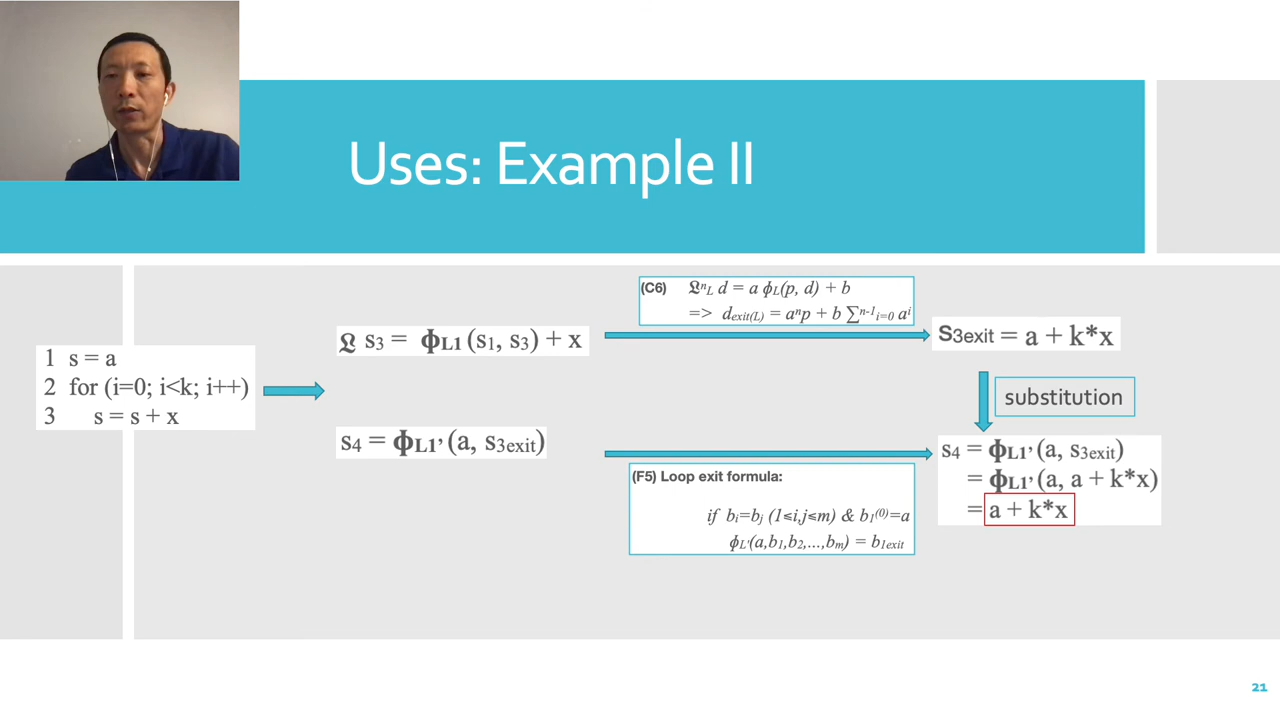 Uses: Example II
1 s = a
2 for (i=0; i<k; i++)
3 s = s + x
𝕷 s₃ = ϕL1 (s₁, s₃) + x
s₄ = ϕL1’ (a, s3exit)
(C6) 𝕷ⁿL d = a ϕL(p, d) + b
=> dexit(L) = aⁿp + b ∑ⁿ⁻¹i=0 aⁱ
S3exit = a + k*x
substitution
(F5) Loop exit formula:
if bi=bj (1⩽i,j⩽m) & b₁⁽⁰⁾=a
ϕL'(a,b₁,b₂,...,bm) = b1exit
s₄ = ϕL1’ (a, s3exit)
= ϕL1’ (a, a + k*x)
= a + k*x
21